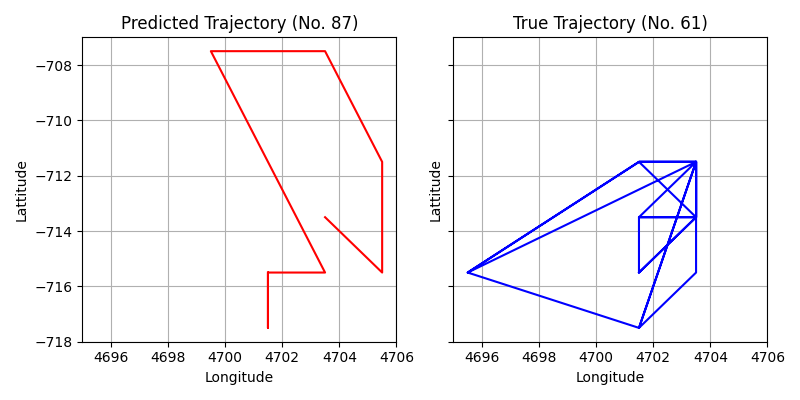 Predicted Trajectory (No. 87)
True Trajectory (No. 61)
−708
−710
−712
−714
−716
−718
Lattitude
Lattitude
4696 4698 4700 4702 4704 4706
4696 4698 4700 4702 4704 4706
Longitude
Longitude